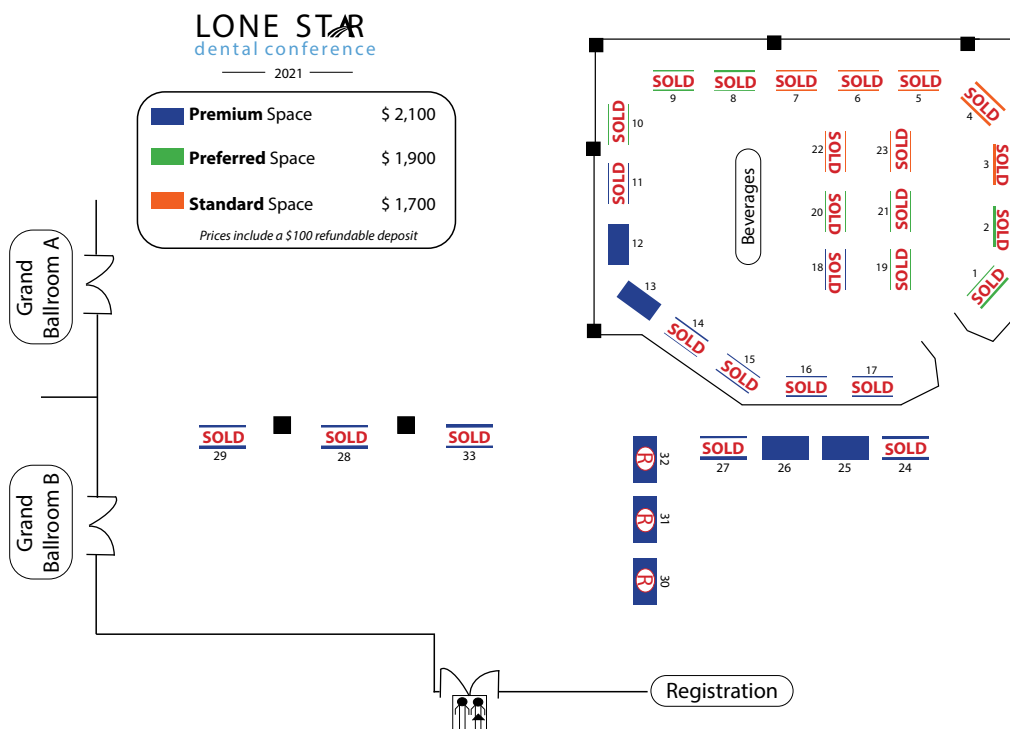 LONE STAR
dental conference
2021
Premium Space $ 2,100
Preferred Space $ 1,900
Standard Space $ 1,700
Prices include a $100 refundable deposit
SOLD
9
SOLD
8
SOLD
7
SOLD
6
SOLD
5
SOLD
4
SOLD
10
SOLD
11
12
13
SOLD
14
SOLD
15
16
SOLD
17
SOLD
Beverages
22
SOLD
23
SOLD
20
SOLD
21
SOLD
18
SOLD
19
SOLD
3
SOLD
2
SOLD
1
SOLD
Grand
Ballroom A
Grand
Ballroom B
SOLD
29
SOLD
28
SOLD
33
R
32
R
31
R
30
SOLD
27
26
25
SOLD
24
Registration